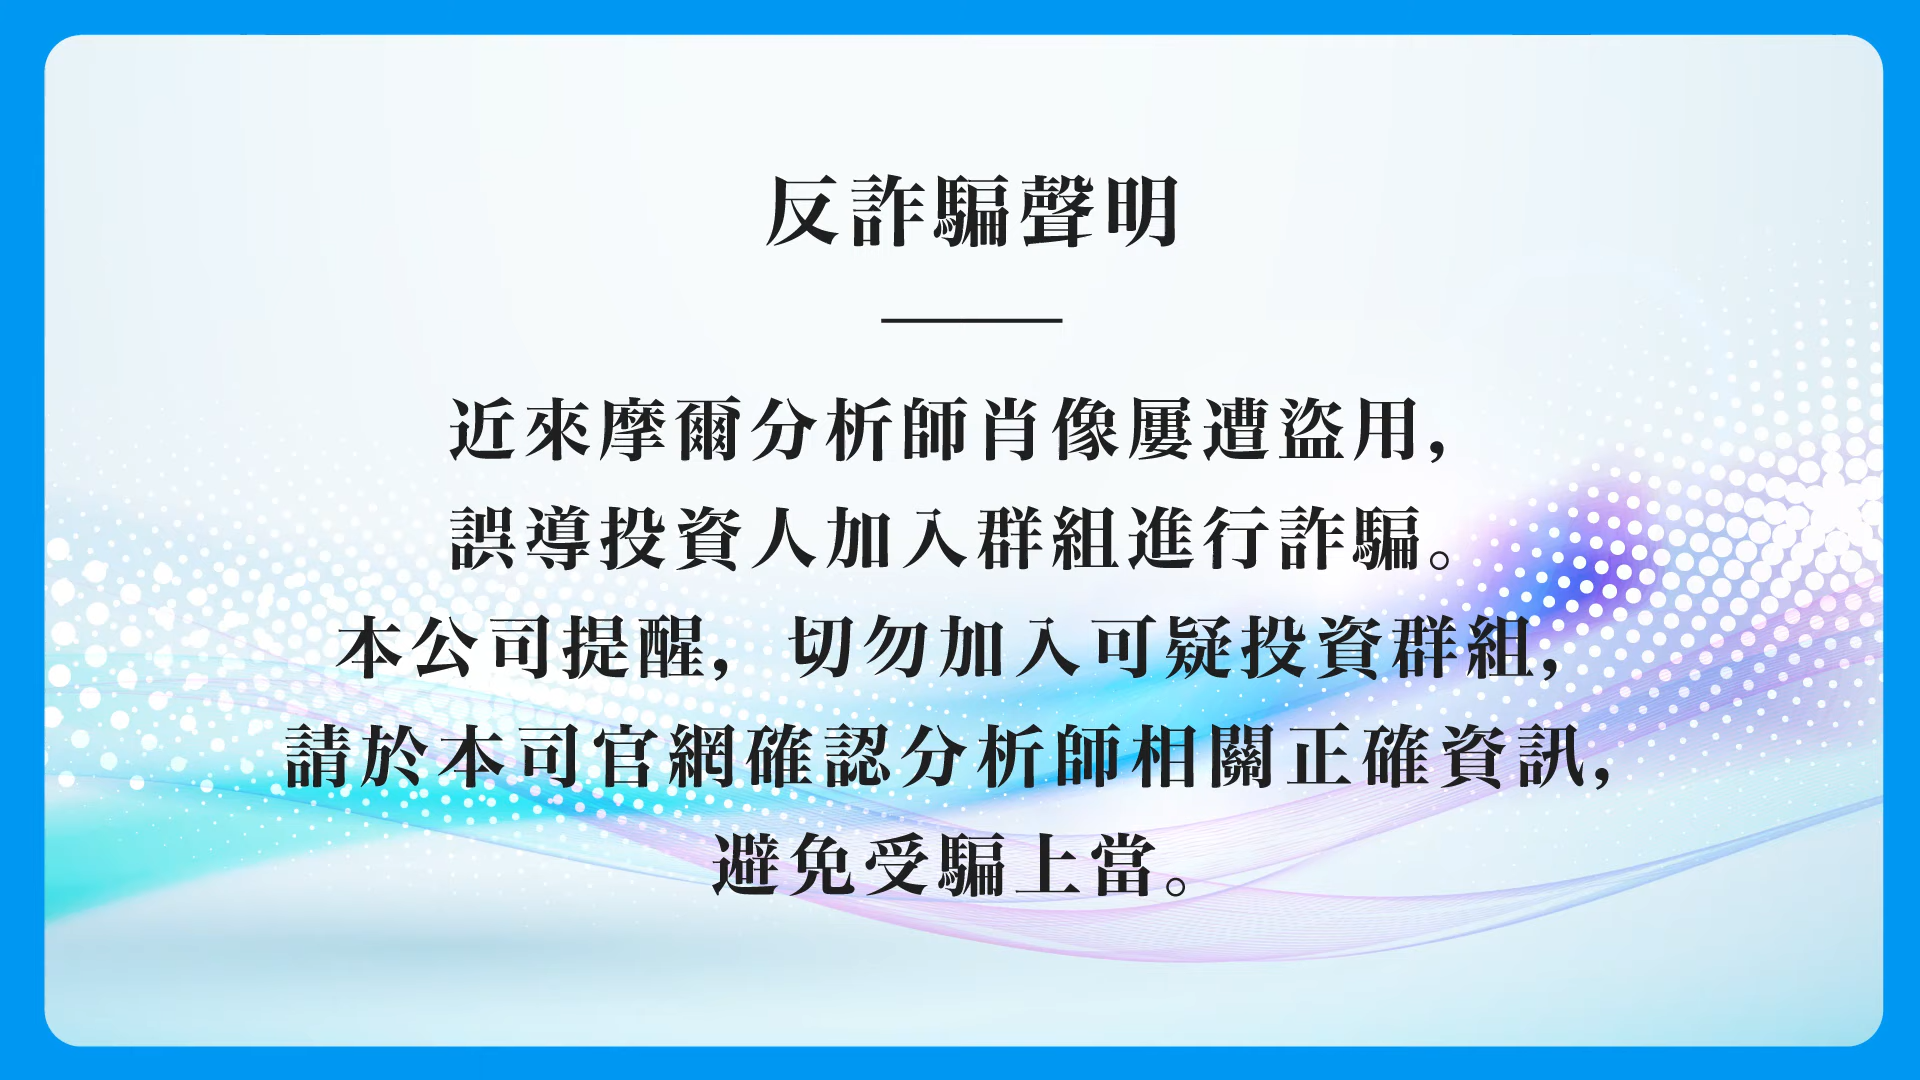 反詐騙聲明
近來摩爾分析師肖像屢遭盜用，
誤導投資人加入群組進行詐騙。
本公司提醒，切勿加入可疑投資群組，
請於本司官網確認分析師相關正確資訊，
避免受騙上當。